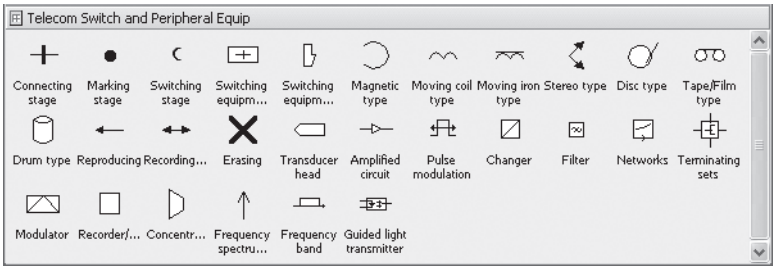 Telecom Switch and Peripheral Equip
Connecting stage
Marking stage
Switching stage
Switching equipm...
Switching equipm...
Magnetic type
Moving coil type
Moving iron type
Stereo type
Disc type
Tape/Film type
Drum type
Reproducing
Recording...
Erasing
Transducer head
Amplified circuit
Pulse modulation
Changer
Filter
Networks
Terminating sets
Modulator
Recorder/...
Concentr...
Frequency spectru...
Frequency band
Guided light transmitter